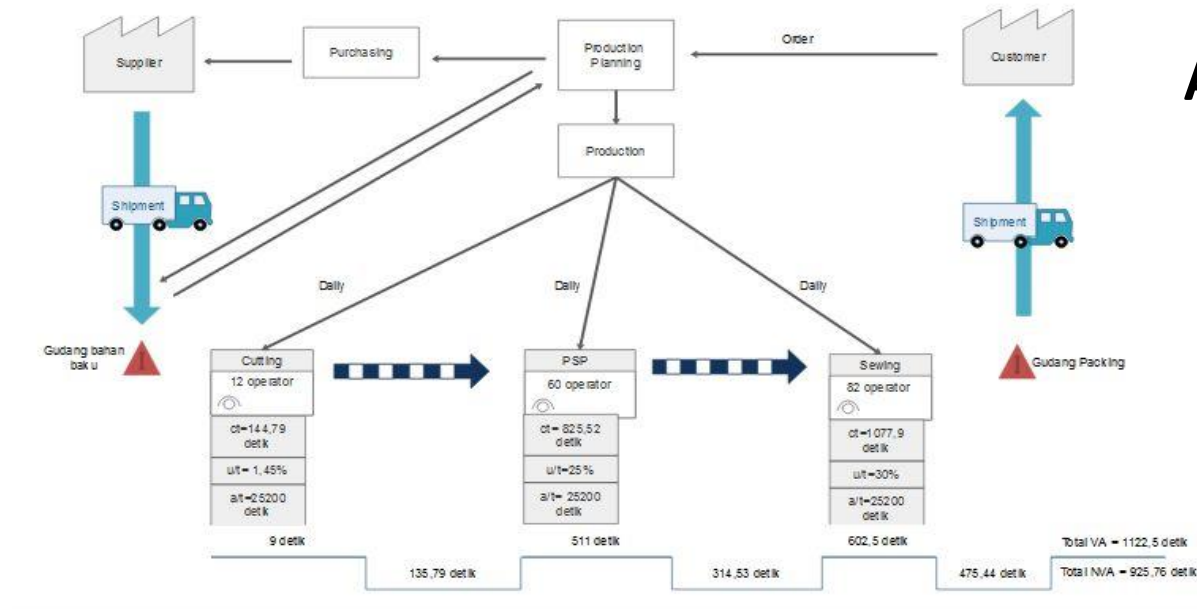 Supplier
Purchasing
Production
Planning
Order
Customer
A
Production
Shipment
Shipment
Daily
Daily
Daily
Gudang bahan
baku
Gudang Packing
Cutting
12 operator
ct=144,79
detik
u/t= 1,45%
a/t=25200
detik
PSP
60 operator
ct= 825,52
detik
u/t=25%
a/t= 25200
detik
Sewing
82 operator
ct=1077,9
detik
u/t=30%
a/t=25200
detik
9 detik
511 detik
602,5 detik
Total VA = 1122,5 detik
135,79 detik
314,53 detik
475,44 detik
Total NVA = 925,76 detik